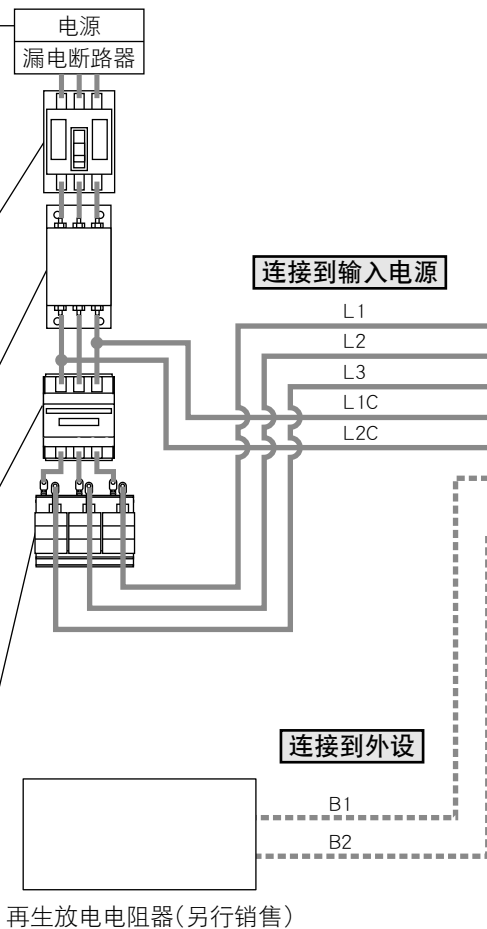 电源
漏电断路器
连接到输入电源
L1
L2
L3
L1C
L2C
连接到外设
B1
B2
再生放电电阻器(另行销售)